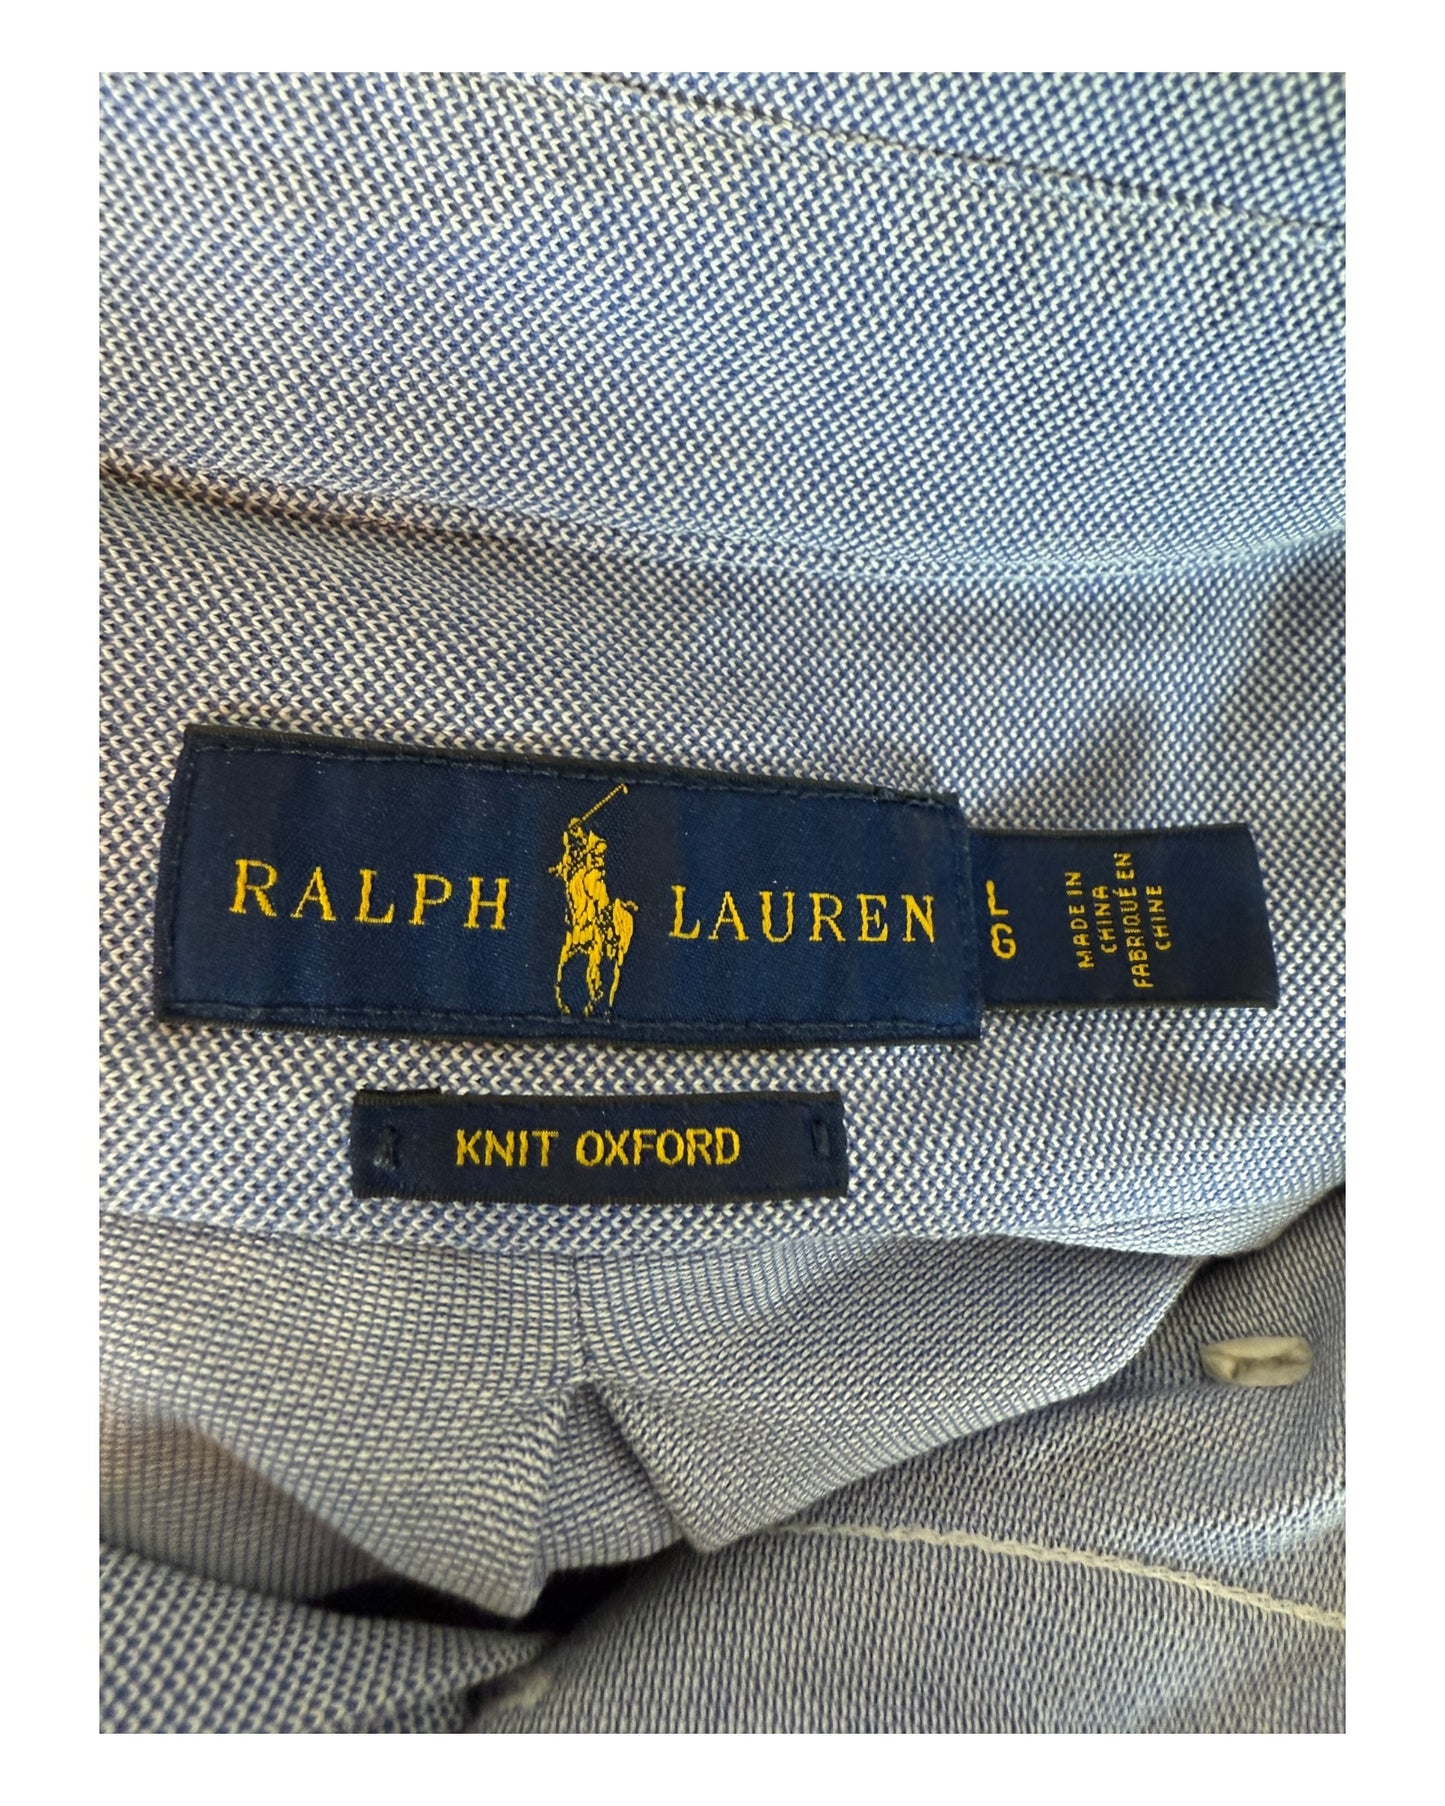 RALPH LAUREN
L
G
MADE IN
CHINA
FABRIQUÉ EN
CHINE
KNIT OXFORD